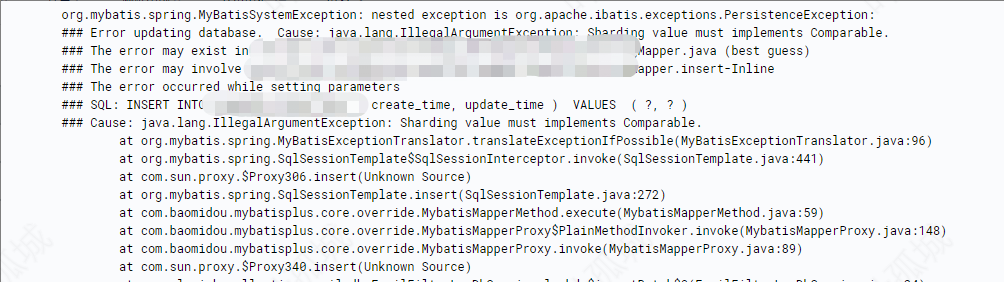 org.mybatis.spring.MyBatisSystemException: nested exception is org.apache.ibatis.exceptions.PersistenceException:
### Error updating database.  Cause: java.lang.IllegalArgumentException: Sharding value must implements Comparable.
### The error may exist in Mapper.java (best guess)
### The error may involve apper.insert-Inline
### The error occurred while setting parameters
### SQL: INSERT INTO create_time, update_time )  VALUES  ( ?, ? )
### Cause: java.lang.IllegalArgumentException: Sharding value must implements Comparable.
at org.mybatis.spring.MyBatisExceptionTranslator.translateExceptionIfPossible(MyBatisExceptionTranslator.java:96)
at org.mybatis.spring.SqlSessionTemplate$SqlSessionInterceptor.invoke(SqlSessionTemplate.java:441)
at com.sun.proxy.$Proxy306.insert(Unknown Source)
at org.mybatis.spring.SqlSessionTemplate.insert(SqlSessionTemplate.java:272)
at com.baomidou.mybatisplus.core.override.MybatisMapperMethod.execute(MybatisMapperMethod.java:59)
at com.baomidou.mybatisplus.core.override.MybatisMapperProxy$PlainMethodInvoker.invoke(MybatisMapperProxy.java:148)
at com.baomidou.mybatisplus.core.override.MybatisMapperProxy.invoke(MybatisMapperProxy.java:89)
at com.sun.proxy.$Proxy340.insert(Unknown Source)